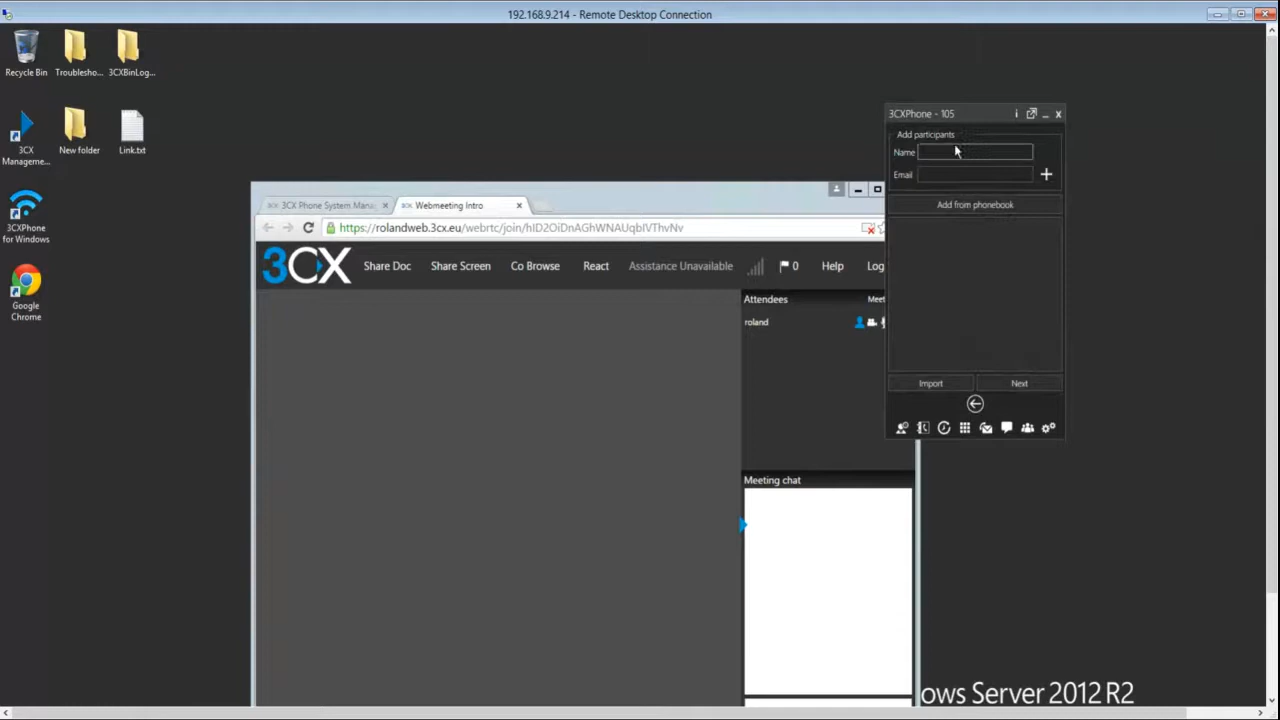 192.168.9.214 - Remote Desktop Connection
Recycle Bin
Troublesho...
3CXBinLog...
3CX
Manageme...
New folder
Link.txt
3CXPhone
for Windows
Google
Chrome
3CXPhone - 105
Add participants
Name
Email
Add from phonebook
Import
Next
3CX Phone System Mana
Webmeeting Intro
https://rolandweb.3cx.eu/webrtc/join/hID2OiDnAGhWNAUqbIVThvNv
3CX
Share Doc
Share Screen
Co Browse
React
Assistance Unavailable
0
Help
Log
Attendees
Meet
roland
Meeting chat
ows Server 2012 R2